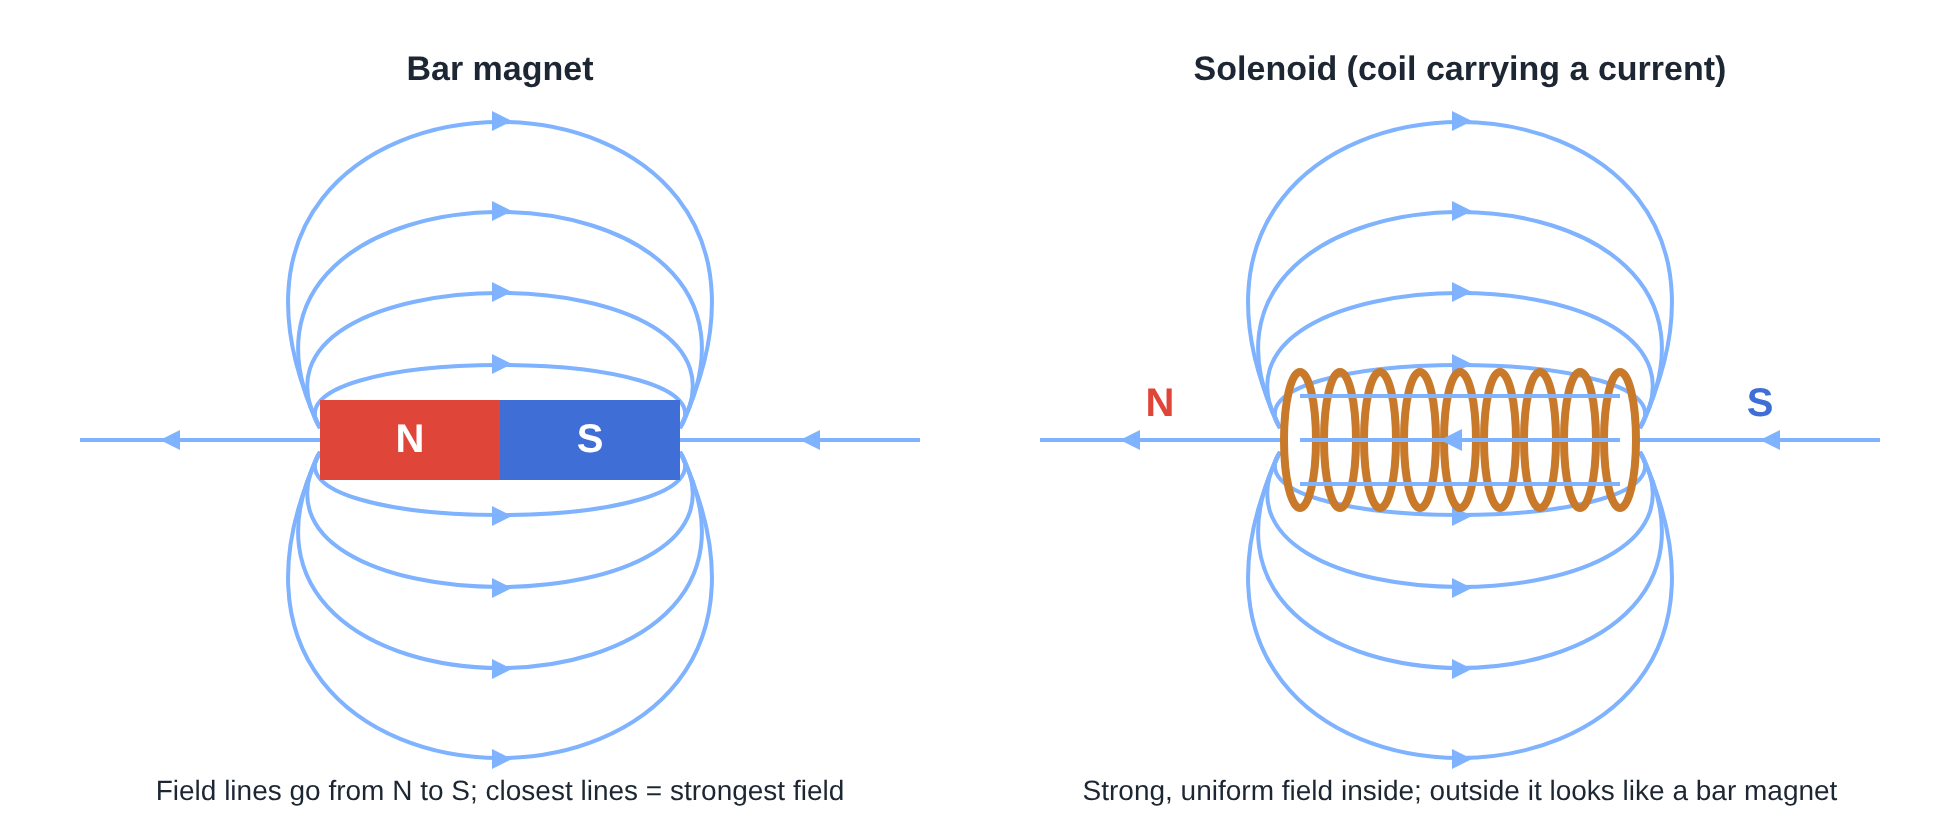 Bar magnet
Solenoid (coil carrying a current)
N
S
N
S
Field lines go from N to S; closest lines = strongest field
Strong, uniform field inside; outside it looks like a bar magnet